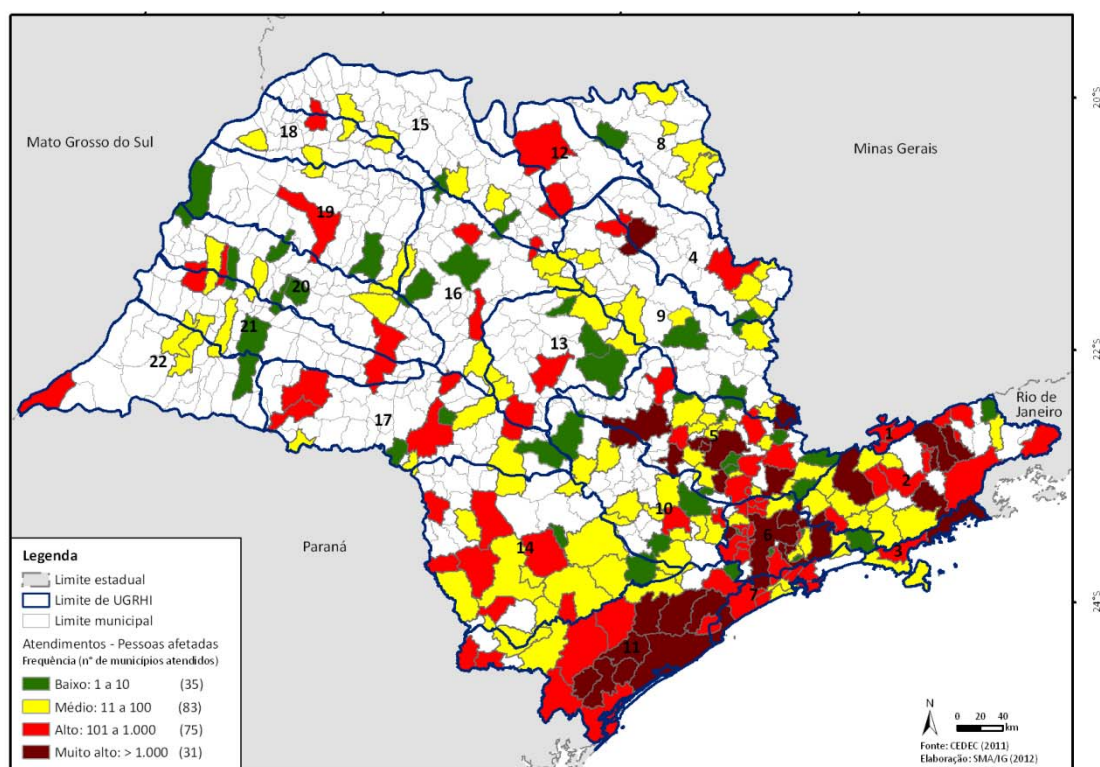 20°S
Mato Grosso do Sul
Minas Gerais
15
18
12
8
19
4
20
16
9
21
13
22°S
22
17
Rio de
Janeiro
5
1
2
10
6
14
3
Paraná
7
24°S
11
Legenda
Limite estadual
Limite de UGRHI
Limite municipal
Atendimentos - Pessoas afetadas
Frequência (n° de municípios atendidos)
Baixo: 1 a 10 (35)
Médio: 11 a 100 (83)
Alto: 101 a 1.000 (75)
Muito alto: > 1.000 (31)
N
0 20 40
km
Fonte: CEDEC (2011)
Elaboração: SMA/IG (2012)